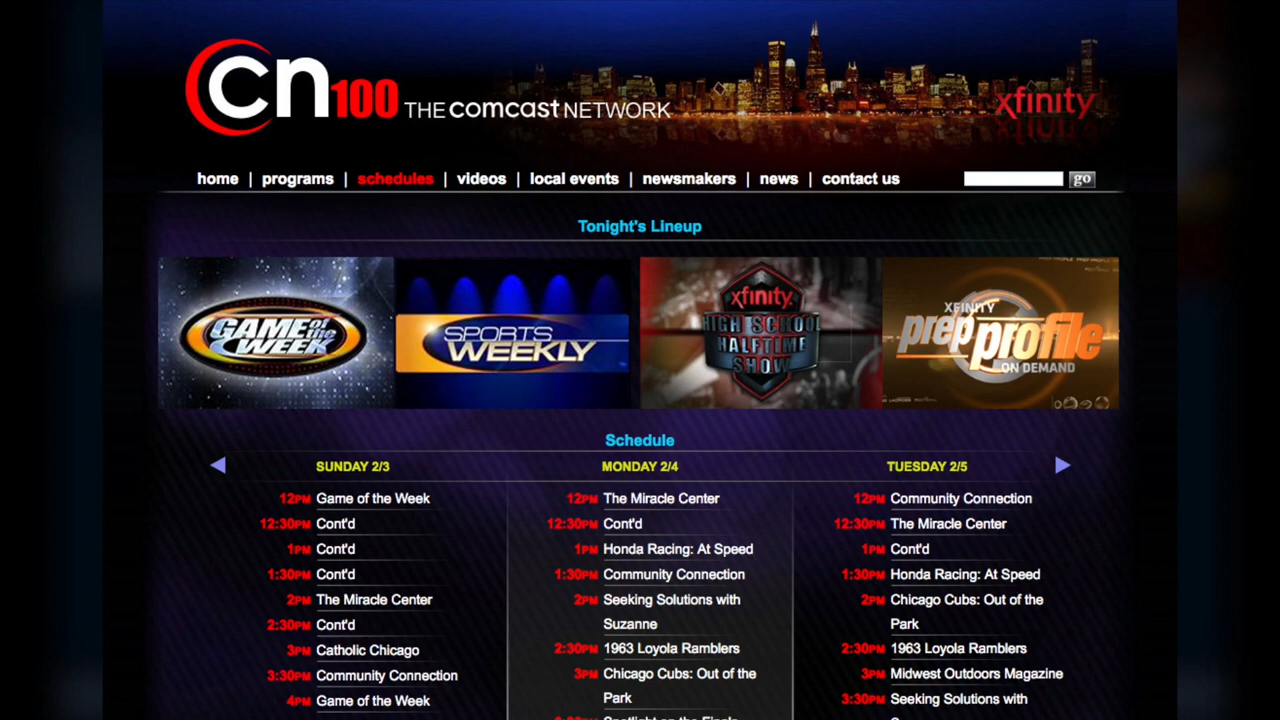 cn100 THE comcast NETWORK
xfinity
home | programs | schedules | videos | local events | newsmakers | news | contact us
go
Tonight's Lineup
GAME of the WEEK
SPORTS
WEEKLY
xfinity
HIGH SCHOOL
HALFTIME
SHOW
XFINITY
prep profile
ON DEMAND
Schedule
SUNDAY 2/3
12PM Game of the Week
12:30PM Cont'd
1PM Cont'd
1:30PM Cont'd
2PM The Miracle Center
2:30PM Cont'd
3PM Catholic Chicago
3:30PM Community Connection
4PM Game of the Week
MONDAY 2/4
12PM The Miracle Center
12:30PM Cont'd
1PM Honda Racing: At Speed
1:30PM Community Connection
2PM Seeking Solutions with
Suzanne
2:30PM 1963 Loyola Ramblers
3PM Chicago Cubs: Out of the
Park
TUESDAY 2/5
12PM Community Connection
12:30PM The Miracle Center
1PM Cont'd
1:30PM Honda Racing: At Speed
2PM Chicago Cubs: Out of the
Park
2:30PM 1963 Loyola Ramblers
3PM Midwest Outdoors Magazine
3:30PM Seeking Solutions with